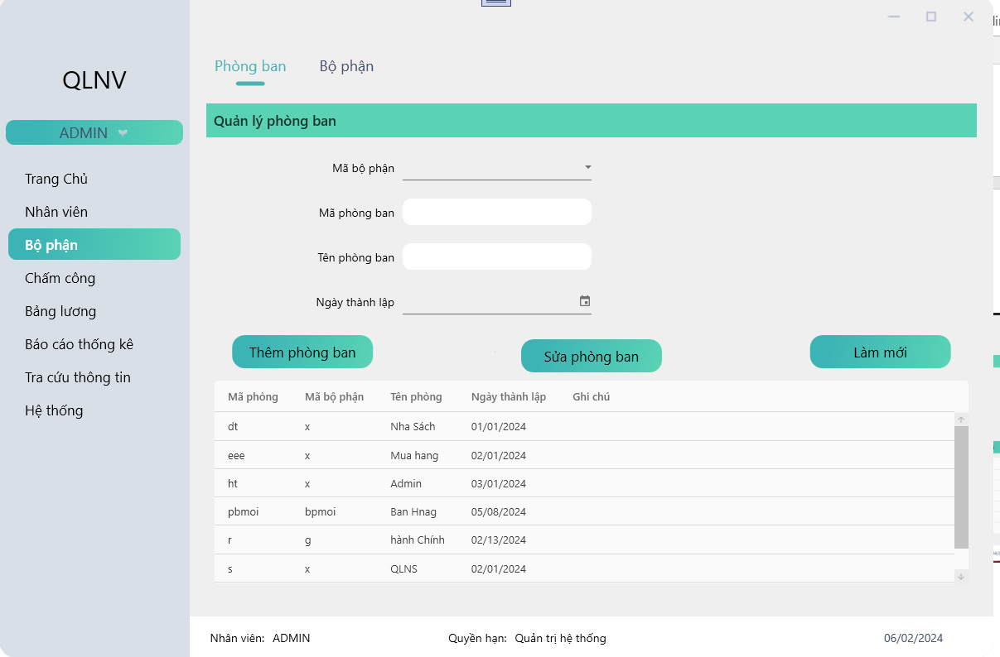 QLNV
ADMIN
Trang Chủ
Nhân viên
Bộ phận
Chấm công
Bảng lương
Báo cáo thống kê
Tra cứu thông tin
Hệ thống
Phòng ban Bộ phận
Quản lý phòng ban
Mã bộ phận
Mã phòng ban
Tên phòng ban
Ngày thành lập
Thêm phòng ban Sửa phòng ban Làm mới
Mã phòng Mã bộ phận Tên phòng Ngày thành lập Ghi chú
dt x Nha Sách 01/01/2024
eee x Mua hang 02/01/2024
ht x Admin 03/01/2024
pbmoi bpmoi Ban Hnag 05/08/2024
r g hành Chính 02/13/2024
s x QLNS 02/01/2024
Nhân viên: ADMIN Quyền hạn: Quản trị hệ thống 06/02/2024